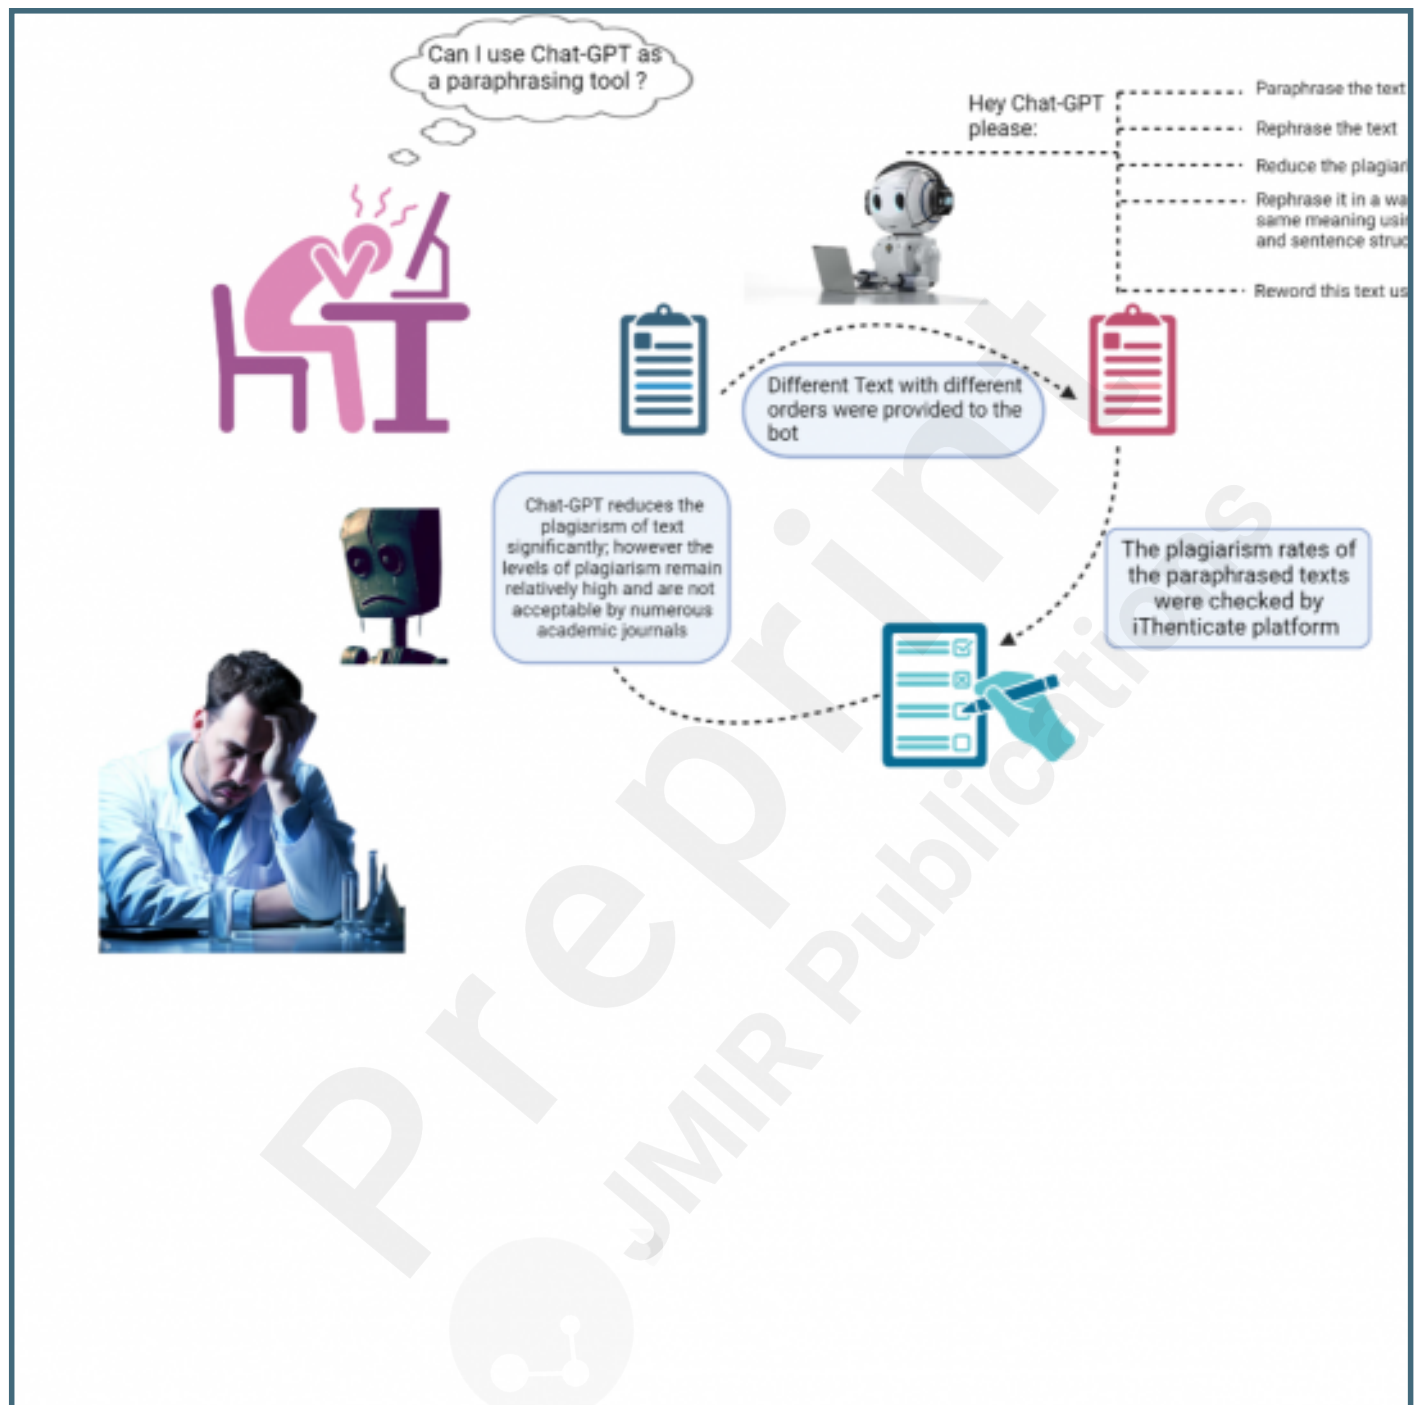 Can I use Chat-GPT as
a paraphrasing tool ?
Hey Chat-GPT
please:
Paraphrase the text
Rephrase the text
Reduce the plagiar
Rephrase it in a wa
same meaning usi
and sentence struc
Reword this text us
Different Text with different
orders were provided to the
bot
The plagiarism rates of
the paraphrased texts
were checked by
iThenticate platform
Chat-GPT reduces the
plagiarism of text
significantly; however the
levels of plagiarism remain
relatively high and are not
acceptable by numerous
academic journals
Preprint
JMIR Publications